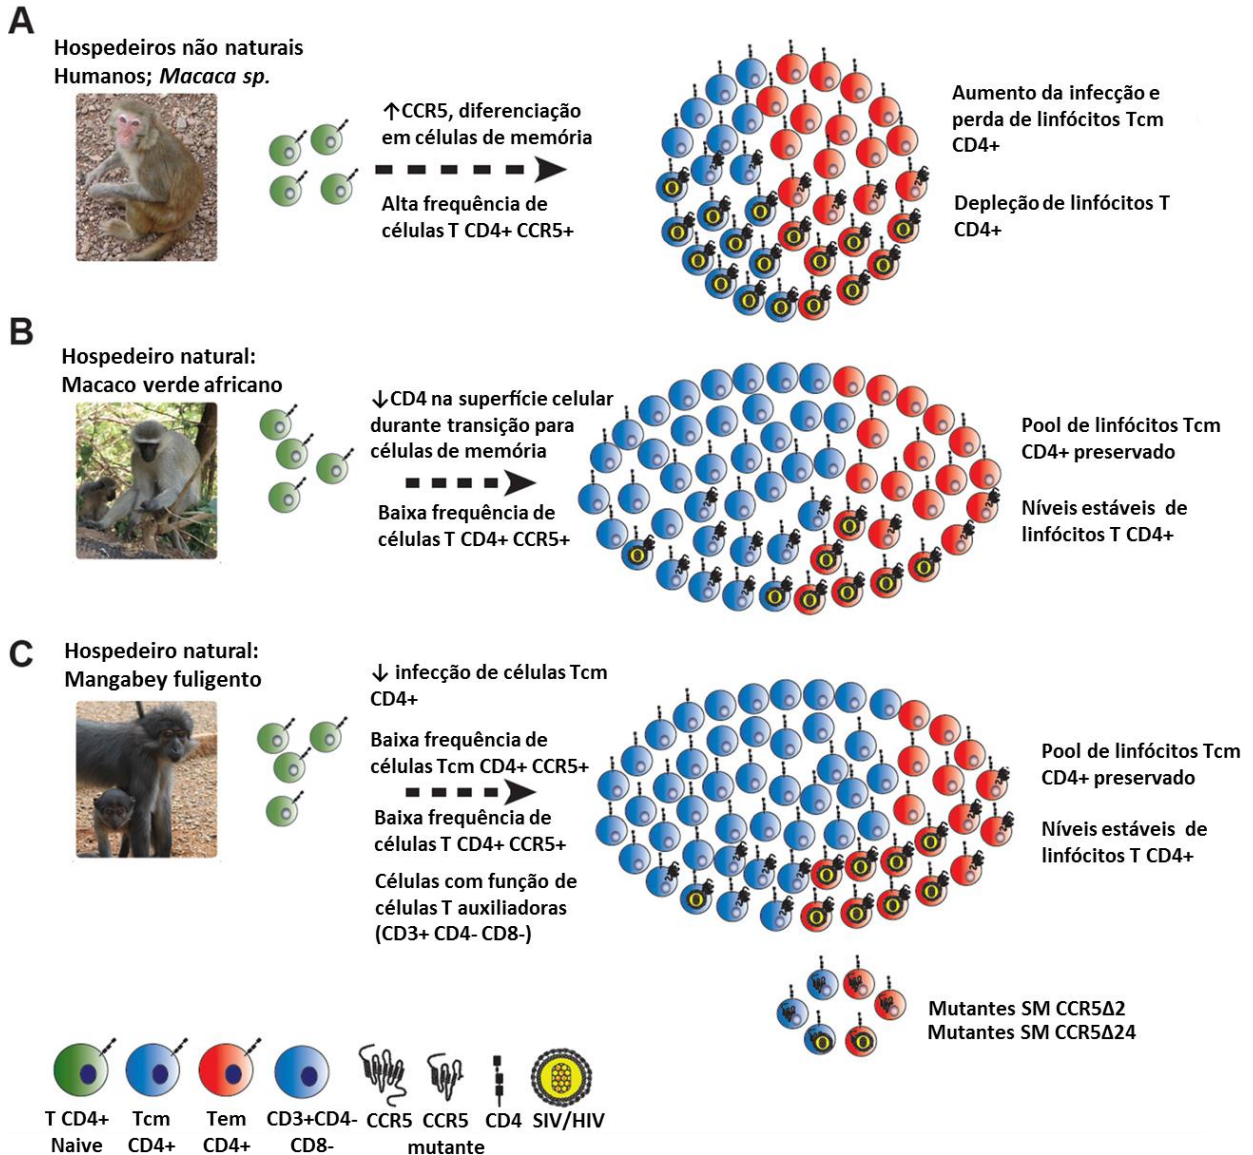 A
Hospedeiros não naturais
Humanos; Macaca sp.
↑CCR5, diferenciação
em células de memória
Alta frequência de
células T CD4+ CCR5+
Aumento da infecção e
perda de linfócitos Tcm
CD4+
Depleção de linfócitos T
CD4+
B
Hospedeiro natural:
Macaco verde africano
↓CD4 na superfície celular
durante transição para
células de memória
Baixa frequência de
células T CD4+ CCR5+
Pool de linfócitos Tcm
CD4+ preservado
Níveis estáveis de
linfócitos T CD4+
C
Hospedeiro natural:
Mangabey fuligento
↓ infecção de células Tcm
CD4+
Baixa frequência de
células Tcm CD4+ CCR5+
Baixa frequência de
células T CD4+ CCR5+
Células com função de
células T auxiliadoras
(CD3+ CD4- CD8-)
Pool de linfócitos Tcm
CD4+ preservado
Níveis estáveis de
linfócitos T CD4+
Mutantes SM CCR5Δ2
Mutantes SM CCR5Δ24
T CD4+
Naive
Tcm
CD4+
Tem
CD4+
CD3+CD4-
CD8-
CCR5
CCR5
mutante
CD4
SIV/HIV